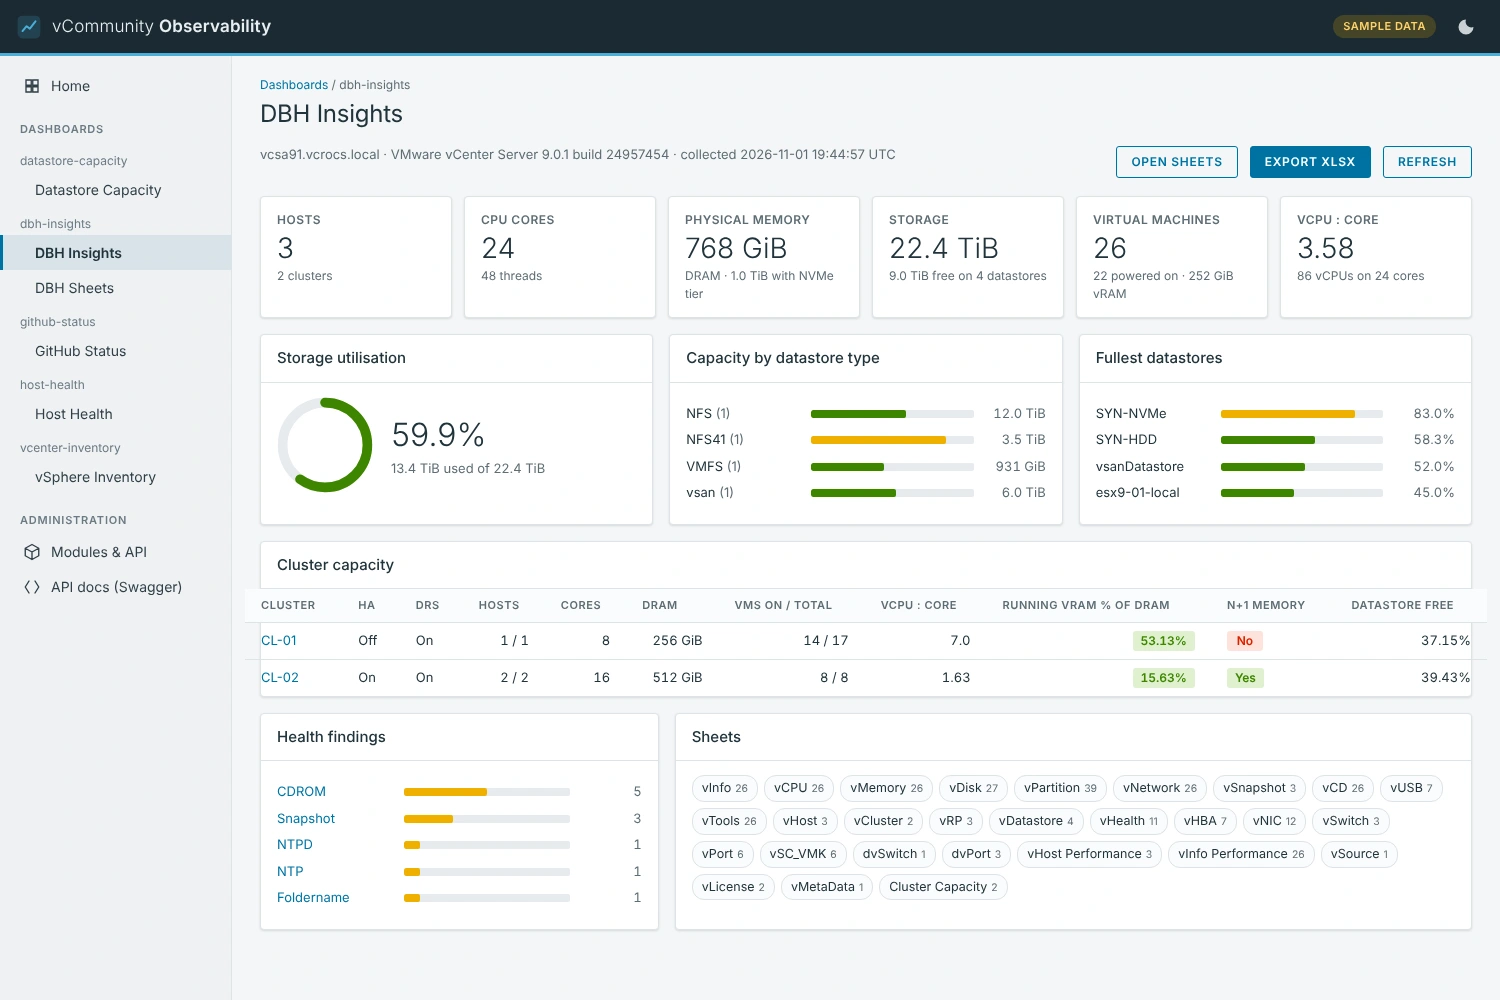 vCommunity Observability
SAMPLE DATA
Home
DASHBOARDS
datastore-capacity
Datastore Capacity
dbh-insights
DBH Insights
DBH Sheets
github-status
GitHub Status
host-health
Host Health
vcenter-inventory
vSphere Inventory
ADMINISTRATION
Modules & API
API docs (Swagger)
Dashboards / dbh-insights
DBH Insights
vcsa91.vcrocs.local · VMware vCenter Server 9.0.1 build 24957454 · collected 2026-11-01 19:44:57 UTC
OPEN SHEETS
EXPORT XLSX
REFRESH
HOSTS
3
2 clusters
CPU CORES
24
48 threads
PHYSICAL MEMORY
768 GiB
DRAM · 1.0 TiB with NVMe
tier
STORAGE
22.4 TiB
9.0 TiB free on 4 datastores
VIRTUAL MACHINES
26
22 powered on · 252 GiB
vRAM
VCPU : CORE
3.58
86 vCPUs on 24 cores
Storage utilisation
59.9%
13.4 TiB used of 22.4 TiB
Capacity by datastore type
NFS (1) 12.0 TiB
NFS41 (1) 3.5 TiB
VMFS (1) 931 GiB
vsan (1) 6.0 TiB
Fullest datastores
SYN-NVMe 83.0%
SYN-HDD 58.3%
vsanDatastore 52.0%
esx9-01-local 45.0%
Cluster capacity
CLUSTER HA DRS HOSTS CORES DRAM VMS ON / TOTAL VCPU : CORE RUNNING VRAM % OF DRAM N+1 MEMORY DATASTORE FREE
CL-01 Off On 1 / 1 8 256 GiB 14 / 17 7.0 53.13% No 37.15%
CL-02 On On 2 / 2 16 512 GiB 8 / 8 1.63 15.63% Yes 39.43%
Health findings
CDROM 5
Snapshot 3
NTPD 1
NTP 1
Foldername 1
Sheets
vInfo 26 vCPU 26 vMemory 26 vDisk 27 vPartition 39 vNetwork 26 vSnapshot 3 vCD 26 vUSB 7
vTools 26 vHost 3 vCluster 2 vRP 3 vDatastore 4 vHealth 11 vHBA 7 vNIC 12 vSwitch 3
vPort 6 vSC_VMK 6 dvSwitch 1 dvPort 3 vHost Performance 3 vInfo Performance 26 vSource 1
vLicense 2 vMetaData 1 Cluster Capacity 2